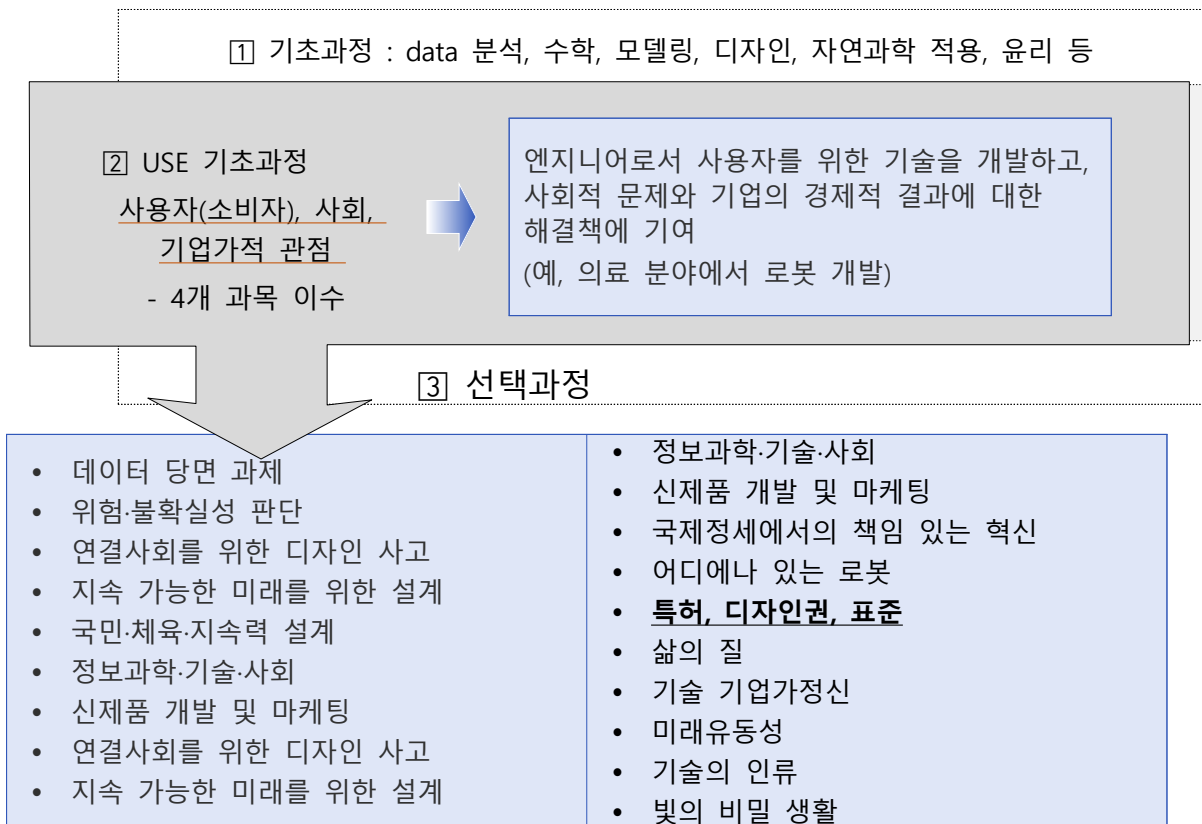 1 기초과정 : data 분석, 수학, 모델링, 디자인, 자연과학 적용, 윤리 등
2 USE 기초과정
사용자(소비자), 사회,
기업가적 관점
- 4개 과목 이수
엔지니어로서 사용자를 위한 기술을 개발하고,
사회적 문제와 기업의 경제적 결과에 대한
해결책에 기여
(예, 의료 분야에서 로봇 개발)
3 선택과정
• 데이터 당면 과제
• 위험·불확실성 판단
• 연결사회를 위한 디자인 사고
• 지속 가능한 미래를 위한 설계
• 국민·체육·지속력 설계
• 정보과학·기술·사회
• 신제품 개발 및 마케팅
• 연결사회를 위한 디자인 사고
• 지속 가능한 미래를 위한 설계
• 정보과학·기술·사회
• 신제품 개발 및 마케팅
• 국제정세에서의 책임 있는 혁신
• 어디에나 있는 로봇
• 특허, 디자인권, 표준
• 삶의 질
• 기술 기업가정신
• 미래유동성
• 기술의 인류
• 빛의 비밀 생활